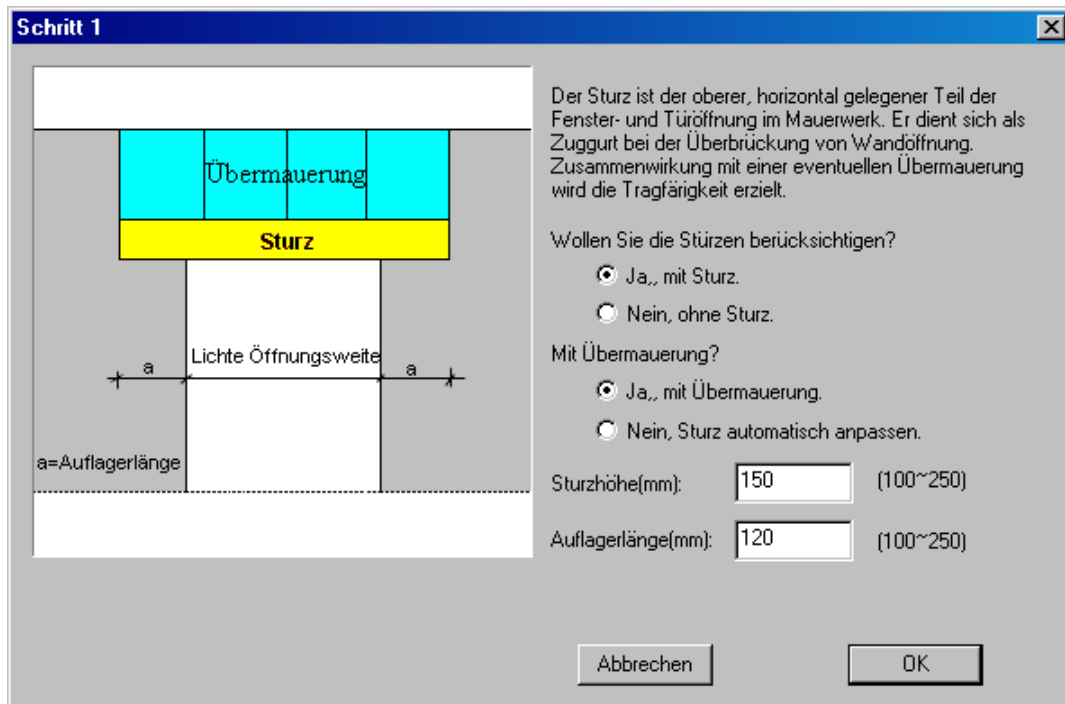 Schritt 1
Übermauerung
Sturz
Lichte Öffnungsweite
a
a
a=Auflagerlänge
Der Sturz ist der oberer, horizontal gelegener Teil der
Fenster- und Türöffnung im Mauerwerk. Er dient sich als
Zuggurt bei der Überbrückung von Wandöffnung.
Zusammenwirkung mit einer eventuellen Übermauerung
wird die Tragfärigkeit erzielt.
Wollen Sie die Stürzen berücksichtigen?
Ja,, mit Sturz.
Nein, ohne Sturz.
Mit Übermauerung?
Ja,, mit Übermauerung.
Nein, Sturz automatisch anpassen.
Sturzhöhe(mm): 150 (100~250)
Auflagerlänge(mm): 120 (100~250)
Abbrechen OK